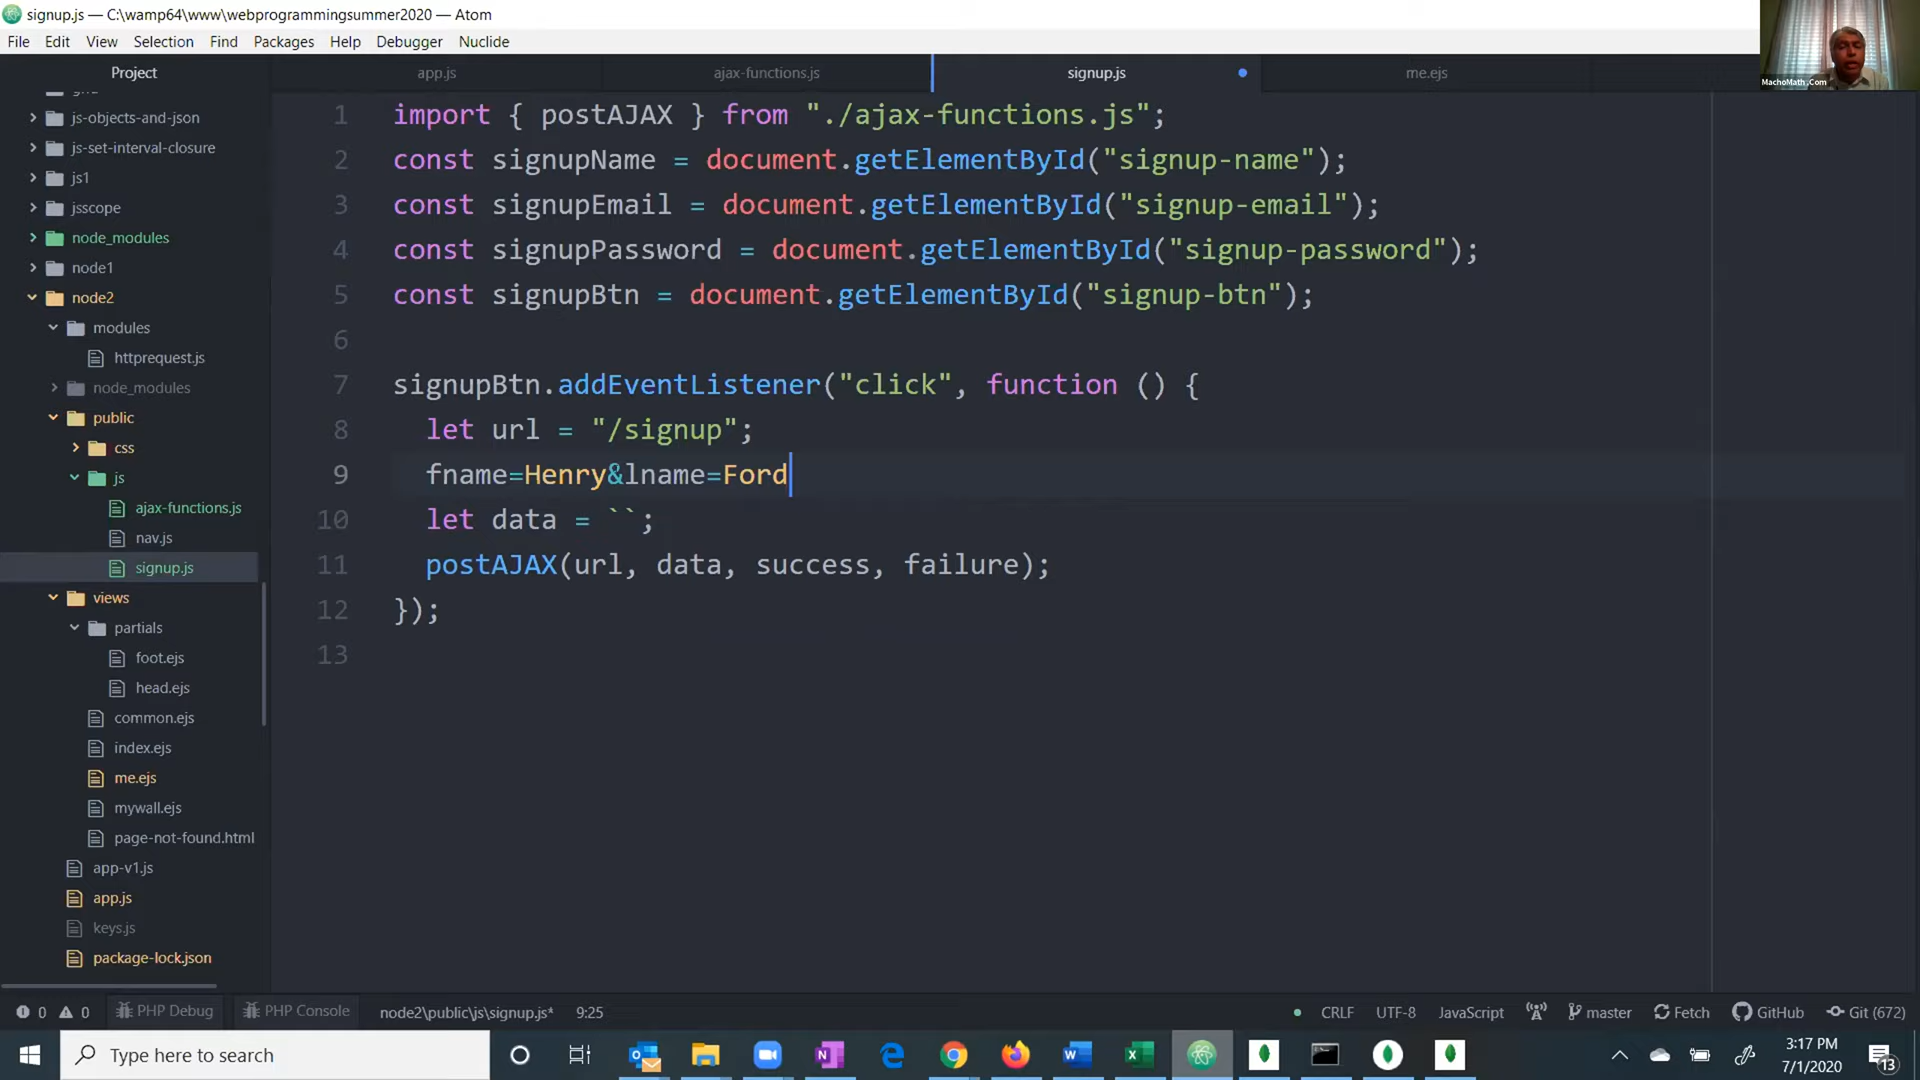 signup.js — C:\wamp64\www\webprogrammingsummer2020 — Atom
File Edit View Selection Find Packages Help Debugger Nuclide
MachoMath.Com
Project
app.js
ajax-functions.js
signup.js
me.ejs
js-objects-and-json
js-set-interval-closure
js1
jsscope
node_modules
node1
node2
modules
httprequest.js
node_modules
public
css
js
ajax-functions.js
nav.js
signup.js
views
partials
foot.ejs
head.ejs
common.ejs
index.ejs
me.ejs
mywall.ejs
page-not-found.html
app-v1.js
app.js
keys.js
package-lock.json
1 import { postAJAX } from "./ajax-functions.js";
2 const signupName = document.getElementById("signup-name");
3 const signupEmail = document.getElementById("signup-email");
4 const signupPassword = document.getElementById("signup-password");
5 const signupBtn = document.getElementById("signup-btn");
6
7 signupBtn.addEventListener("click", function () {
8 let url = "/signup";
9 fname=Henry&lname=Ford
10 let data = ``;
11 postAJAX(url, data, success, failure);
12 });
13
0 0 PHP Debug PHP Console node2\public\js\signup.js* 9:25 CRLF UTF-8 JavaScript master Fetch GitHub Git (672)
Type here to search
3:17 PM
7/1/2020
13